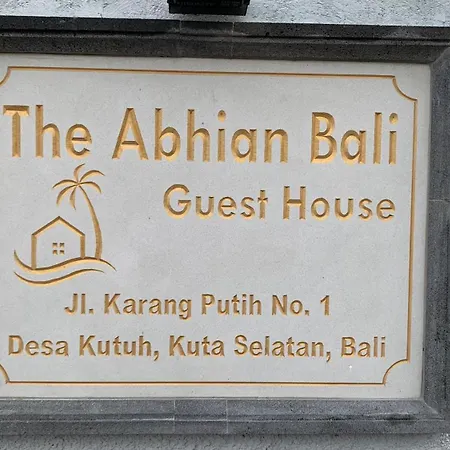 The Abhian Bali
Guest House
Jl. Karang Putih No. 1
Desa Kutuh, Kuta Selatan, Bali